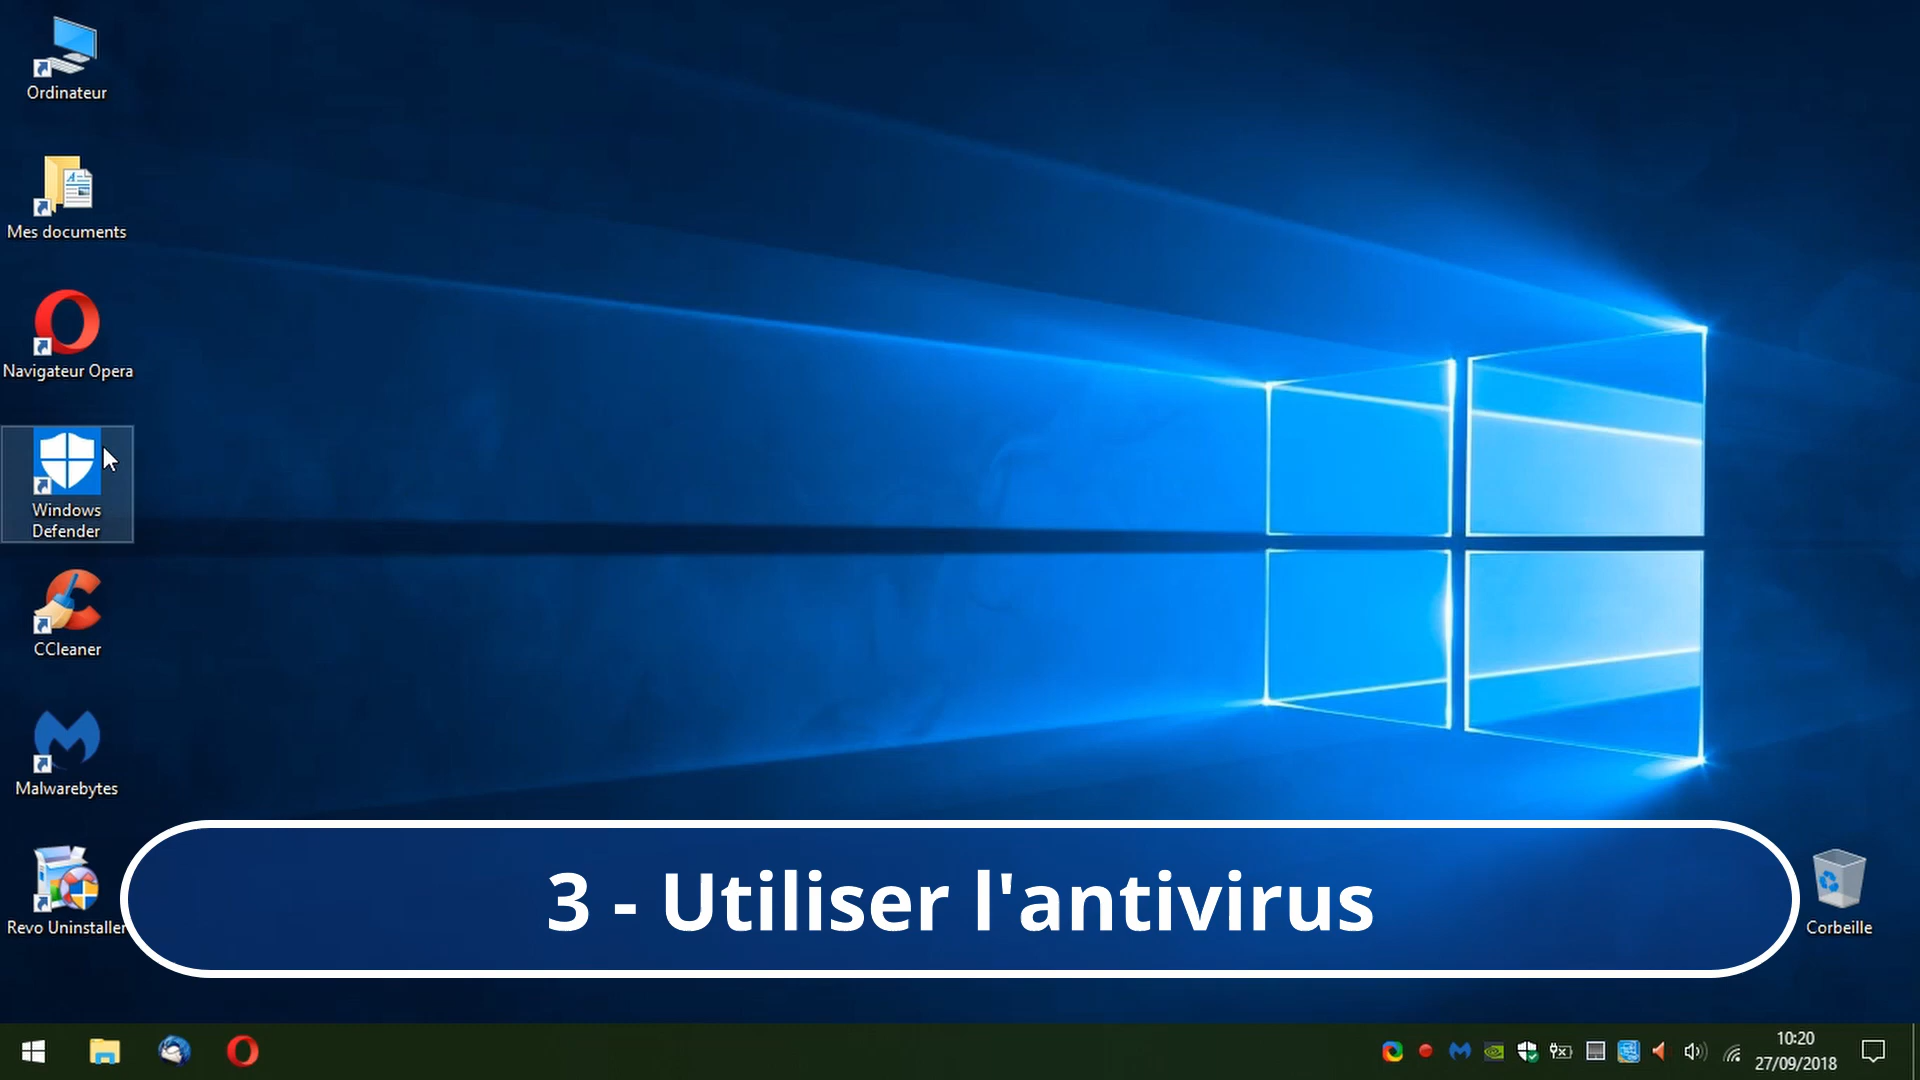 Ordinateur
Mes documents
Navigateur Opera
Windows
Defender
CCleaner
Malwarebytes
Revo Uninstaller
3 - Utiliser l'antivirus
Corbeille
10:20
27/09/2018